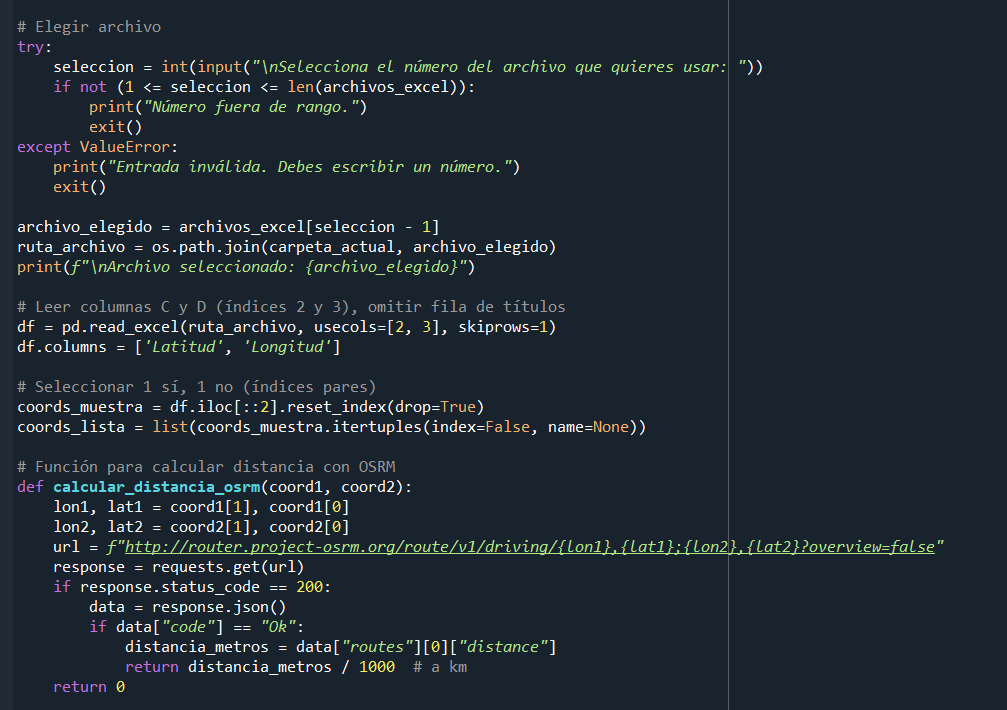 # Elegir archivo
try:
    seleccion = int(input("\nSelecciona el número del archivo que quieres usar: "))
    if not (1 <= seleccion <= len(archivos_excel)):
        print("Número fuera de rango.")
        exit()
except ValueError:
    print("Entrada inválida. Debes escribir un número.")
    exit()

archivo_elegido = archivos_excel[seleccion - 1]
ruta_archivo = os.path.join(carpeta_actual, archivo_elegido)
print(f"\nArchivo seleccionado: {archivo_elegido}")

# Leer columnas C y D (índices 2 y 3), omitir fila de títulos
df = pd.read_excel(ruta_archivo, usecols=[2, 3], skiprows=1)
df.columns = ['Latitud', 'Longitud']

# Seleccionar 1 sí, 1 no (índices pares)
coords_muestra = df.iloc[::2].reset_index(drop=True)
coords_lista = list(coords_muestra.itertuples(index=False, name=None))

# Función para calcular distancia con OSRM
def calcular_distancia_osrm(coord1, coord2):
    lon1, lat1 = coord1[1], coord1[0]
    lon2, lat2 = coord2[1], coord2[0]
    url = f"http://router.project-osrm.org/route/v1/driving/{lon1},{lat1};{lon2},{lat2}?overview=false"
    response = requests.get(url)
    if response.status_code == 200:
        data = response.json()
        if data["code"] == "Ok":
            distancia_metros = data["routes"][0]["distance"]
            return distancia_metros / 1000  # a km
    return 0